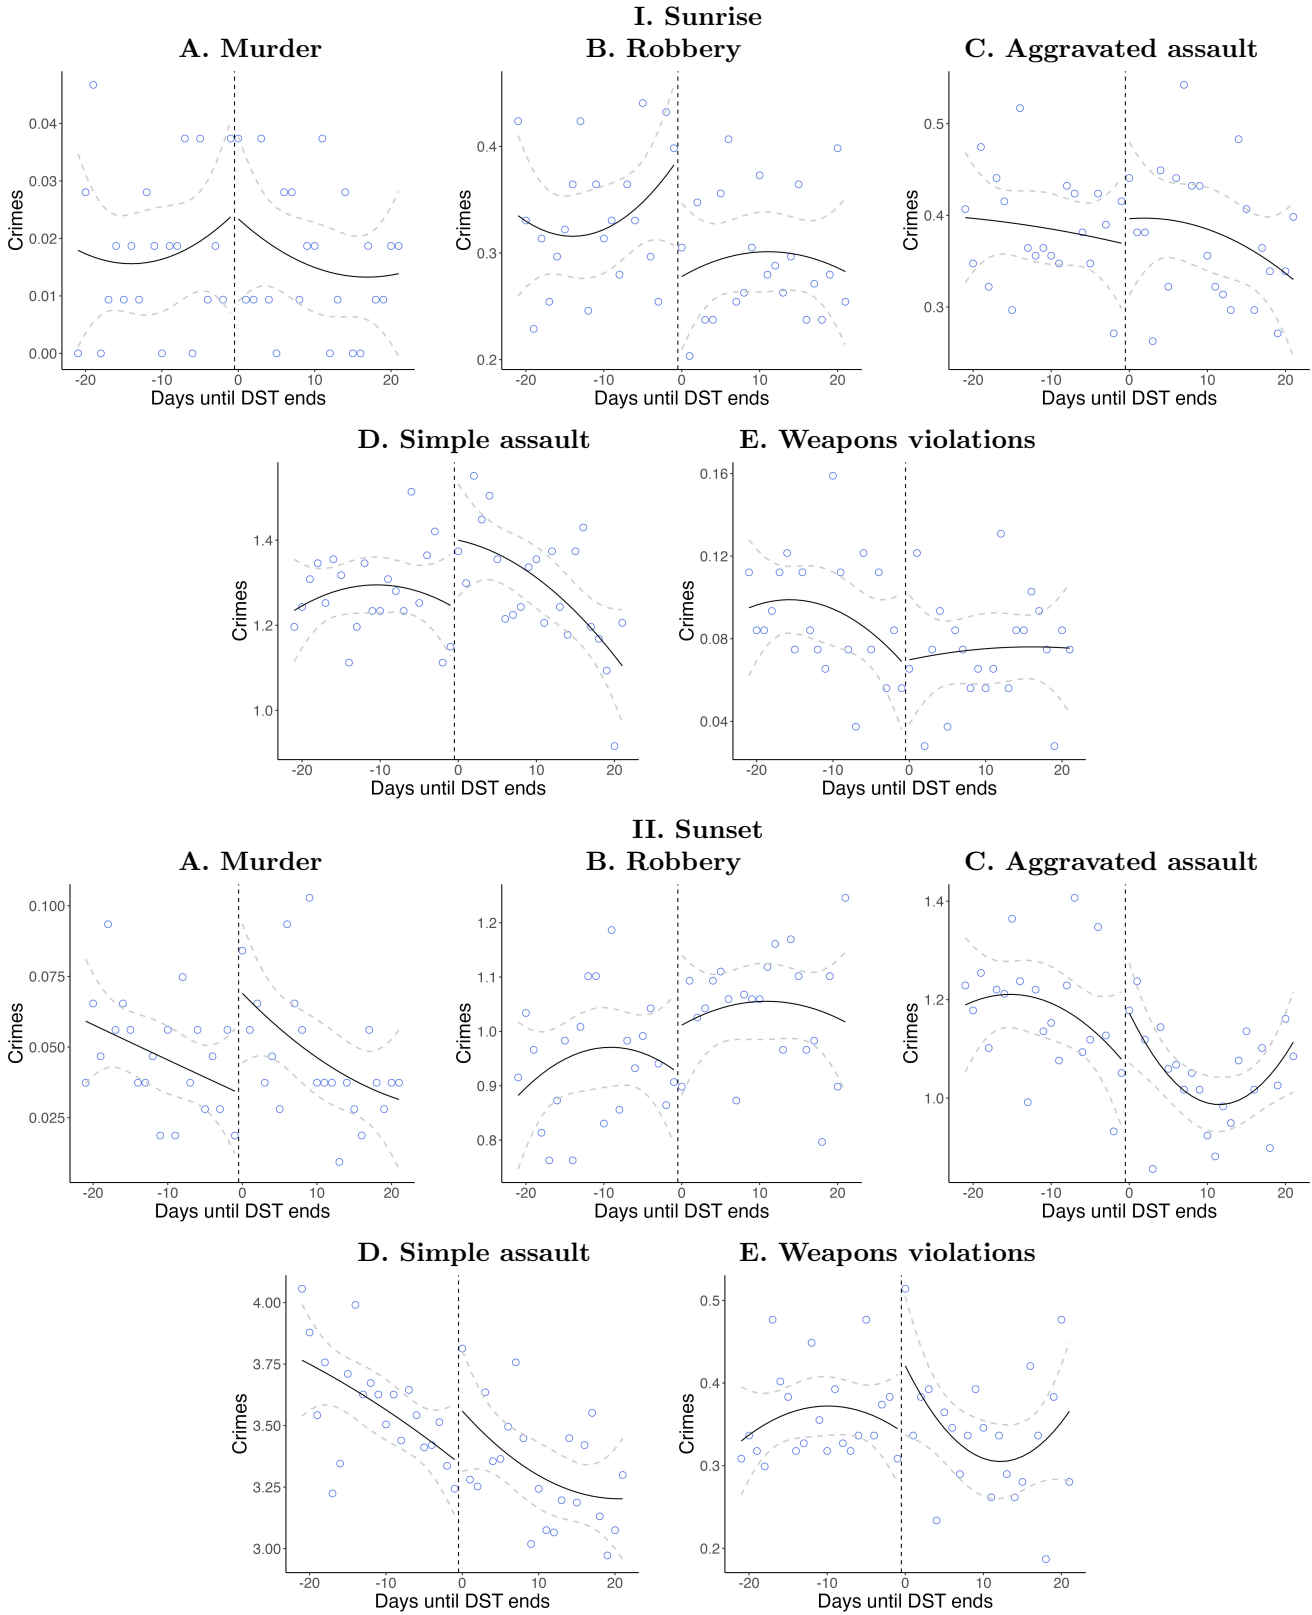 I. Sunrise
A. Murder
B. Robbery
C. Aggravated assault
Crimes
0.04
0.03
0.02
0.01
0.00
-20 -10 0 10 20
Days until DST ends
Crimes
0.4
0.3
0.2
-20 -10 0 10 20
Days until DST ends
Crimes
0.5
0.4
0.3
-20 -10 0 10 20
Days until DST ends
D. Simple assault
E. Weapons violations
Crimes
1.4
1.2
1.0
-20 -10 0 10 20
Days until DST ends
Crimes
0.16
0.12
0.08
0.04
-20 -10 0 10 20
Days until DST ends
II. Sunset
A. Murder
B. Robbery
C. Aggravated assault
Crimes
0.100
0.075
0.050
0.025
-20 -10 0 10 20
Days until DST ends
Crimes
1.2
1.1
1.0
0.9
0.8
-20 -10 0 10 20
Days until DST ends
Crimes
1.4
1.2
1.0
-20 -10 0 10 20
Days until DST ends
D. Simple assault
E. Weapons violations
Crimes
4.00
3.75
3.50
3.25
3.00
-20 -10 0 10 20
Days until DST ends
Crimes
0.5
0.4
0.3
0.2
-20 -10 0 10 20
Days until DST ends